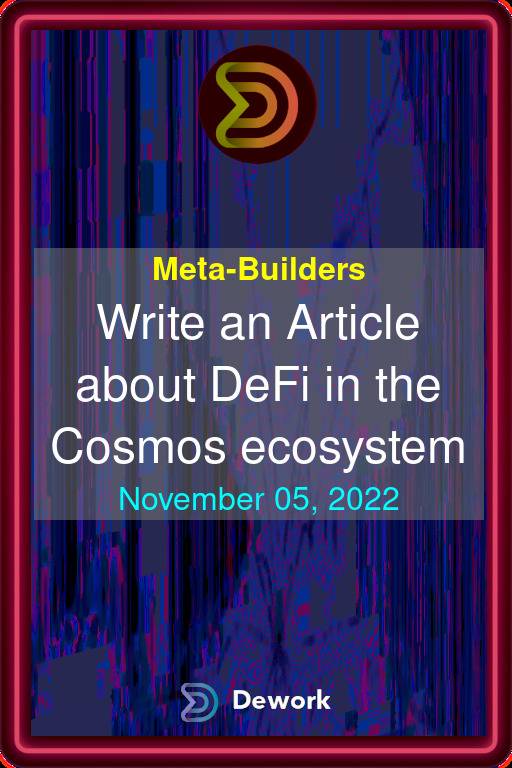 Meta-Builders
Write an Article
about DeFi in the
Cosmos ecosystem
November 05, 2022
Dework